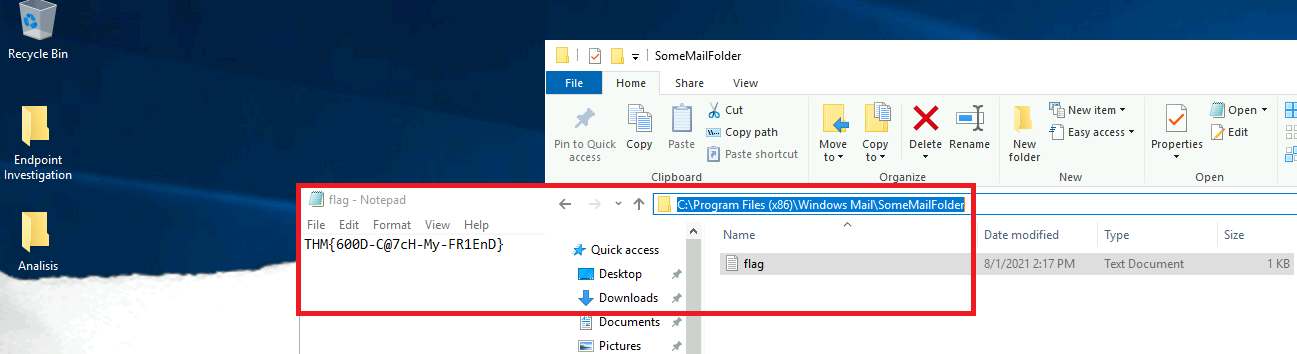 Recycle Bin
Endpoint
Investigation
Analisis
SomeMailFolder
File Home Share View
Pin to Quick
access
Copy
Paste
Cut
Copy path
Paste shortcut
Clipboard
Move
to
Copy
to
Delete
Rename
Organize
New
folder
New item
Easy access
New
Properties
Open
Edit
Open
flag - Notepad
File Edit Format View Help
THM{600D-C@7cH-My-FR1EnD}
C:\Program Files (x86)\Windows Mail\SomeMailFolder
Quick access
Desktop
Downloads
Documents
Pictures
Name Date modified Type Size
flag 8/1/2021 2:17 PM Text Document 1 KB